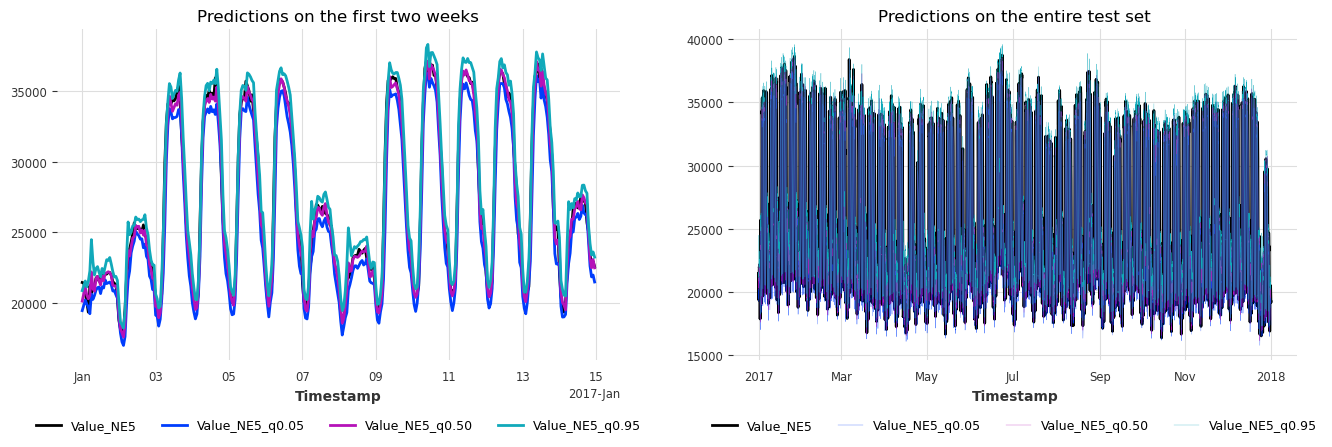 Predictions on the first two weeks
35000
30000
25000
20000
Jan 03 05 07 09 11 13 15
2017-Jan
Timestamp
Value_NE5 Value_NE5_q0.05 Value_NE5_q0.50 Value_NE5_q0.95
Predictions on the entire test set
40000
35000
30000
25000
20000
15000
2017 Mar May Jul Sep Nov 2018
Timestamp
Value_NE5 Value_NE5_q0.05 Value_NE5_q0.50 Value_NE5_q0.95